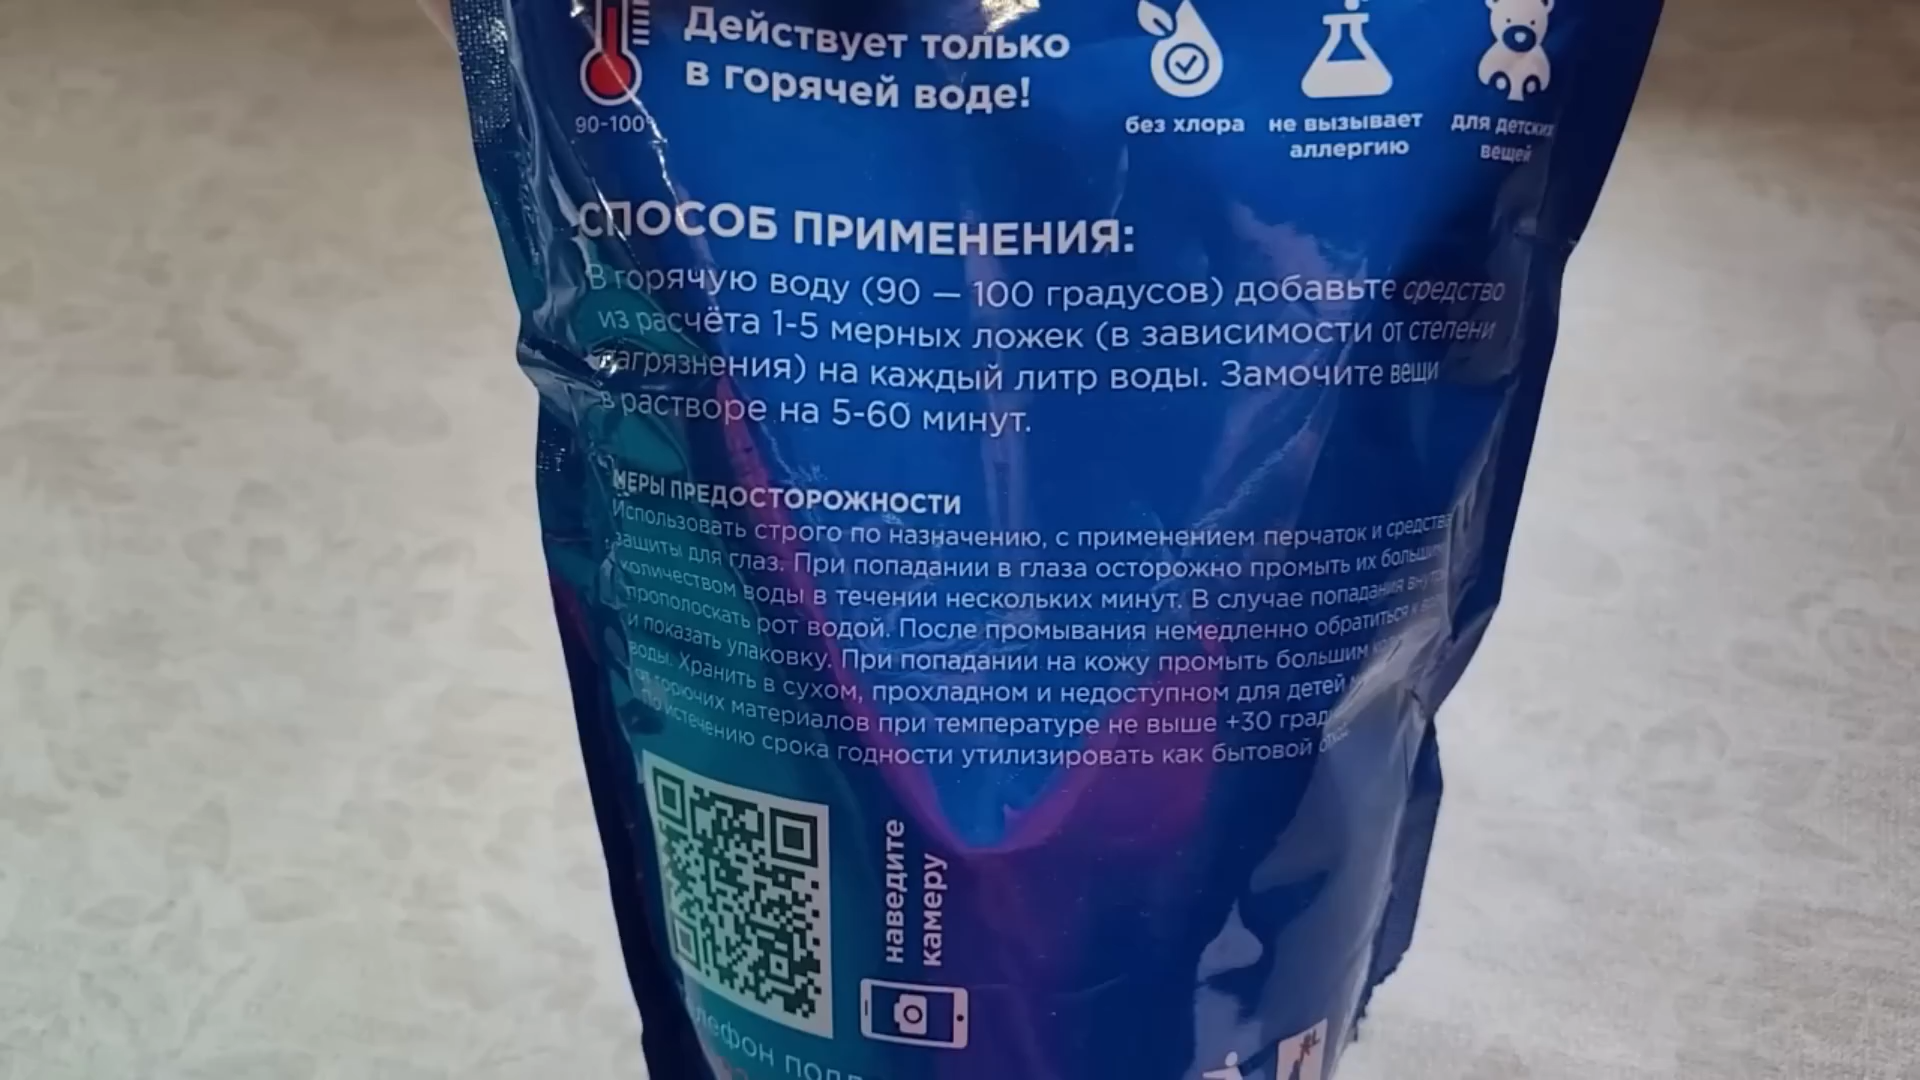 Действует только
в горячей воде!
90-100°
без хлора
не вызывает
аллергию
для детских
вещей
СПОСОБ ПРИМЕНЕНИЯ:
В горячую воду (90 — 100 градусов) добавьте средство
из расчёта 1-5 мерных ложек (в зависимости от степени
загрязнения) на каждый литр воды. Замочите вещи
в растворе на 5-60 минут.
МЕРЫ ПРЕДОСТОРОЖНОСТИ
Использовать строго по назначению, с применением перчаток и средства
защиты для глаз. При попадании в глаза осторожно промыть их большим
количеством воды в течении нескольких минут. В случае попадания внутрь
прополоскать рот водой. После промывания немедленно обратиться к
и показать упаковку. При попадании на кожу промыть большим
воды. Хранить в сухом, прохладном и недоступном для детей
от горючих материалов при температуре не выше +30 град
По истечению срока годности утилизировать как бытовой отход.
наведите
камеру